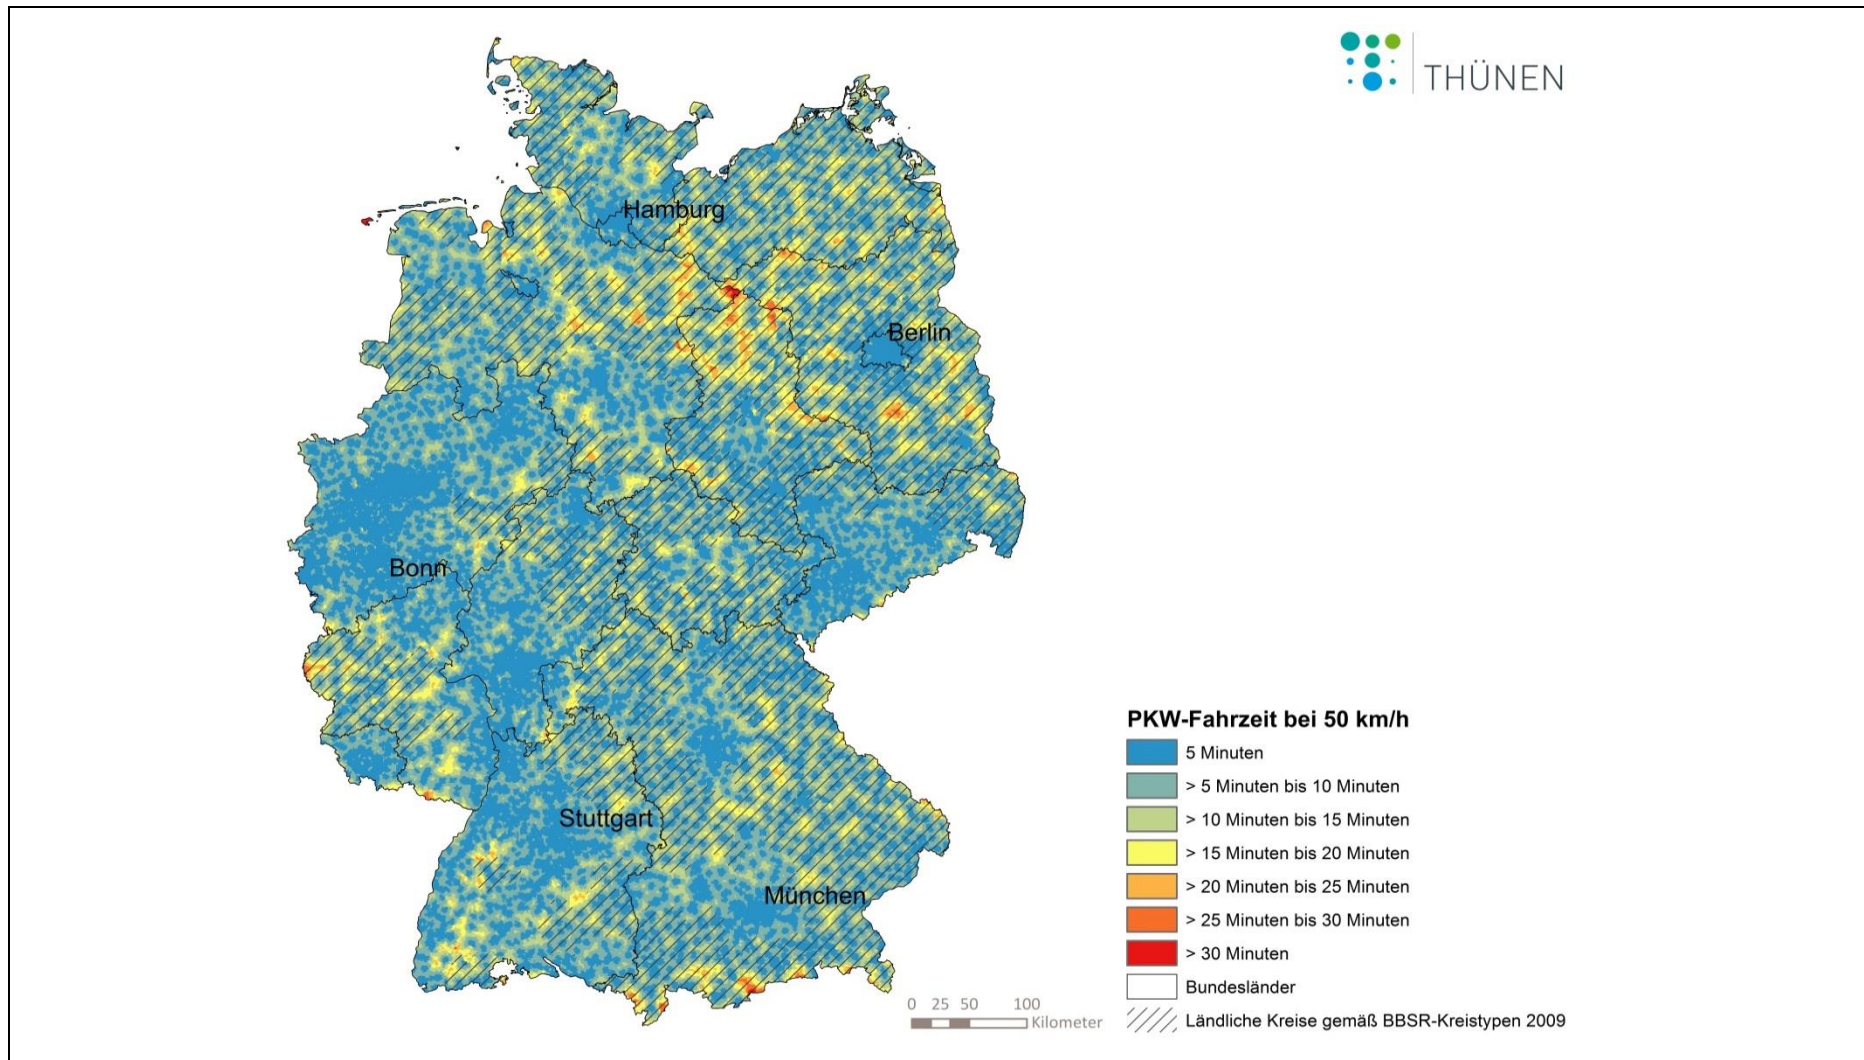 THÜNEN
Hamburg
Berlin
Bonn
Stuttgart
München
PKW-Fahrzeit bei 50 km/h
5 Minuten
> 5 Minuten bis 10 Minuten
> 10 Minuten bis 15 Minuten
> 15 Minuten bis 20 Minuten
> 20 Minuten bis 25 Minuten
> 25 Minuten bis 30 Minuten
> 30 Minuten
Bundesländer
Ländliche Kreise gemäß BBSR-Kreistypen 2009
0 25 50 100
Kilometer